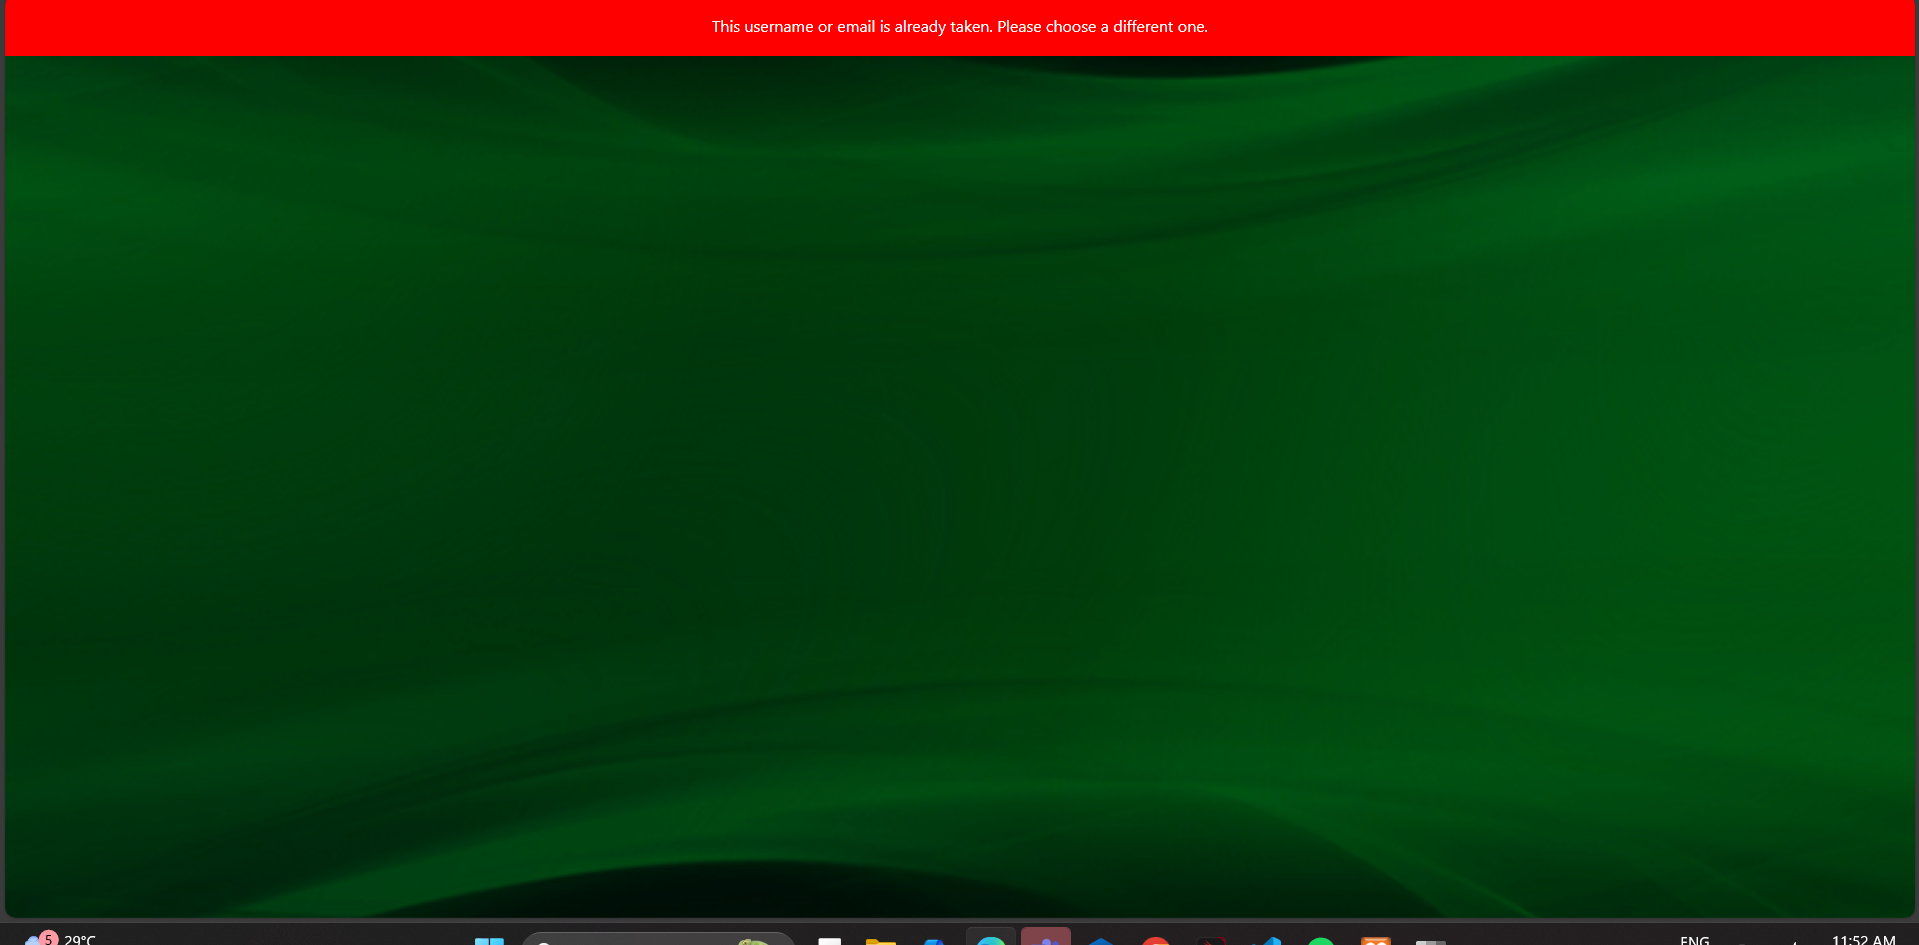 This username or email is already taken. Please choose a different one.
5
29°C
ENG
11:52 AM